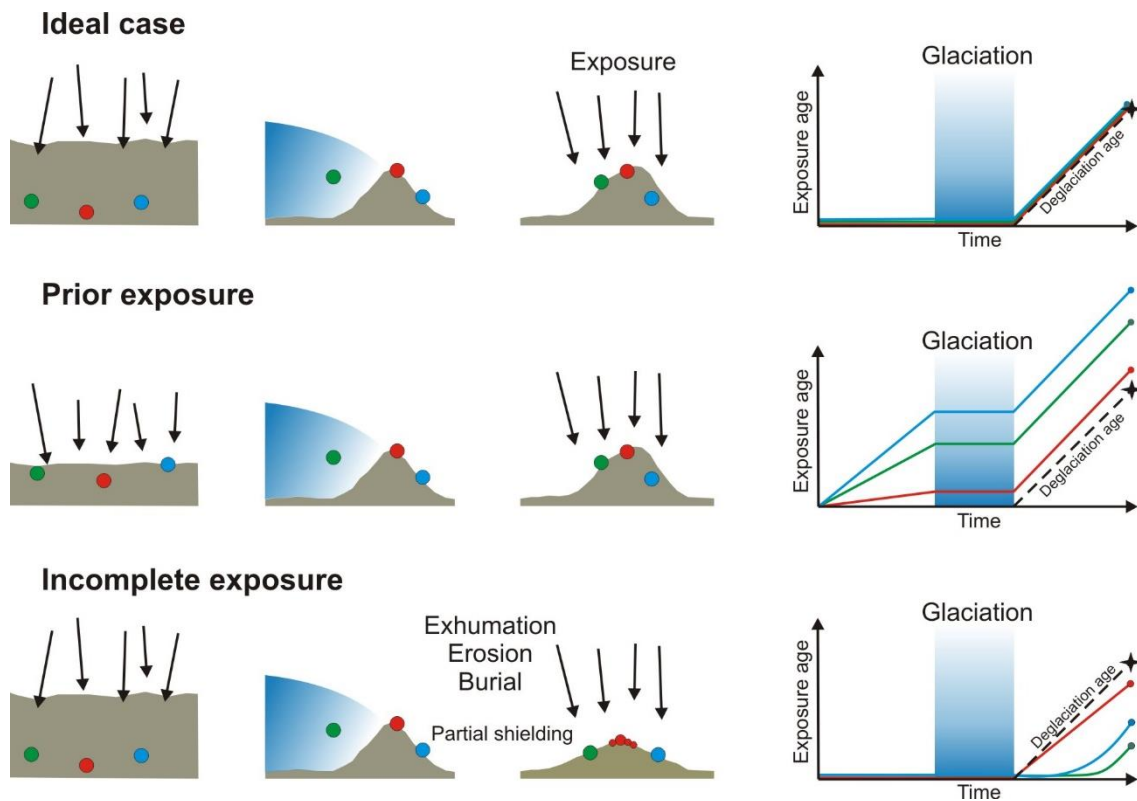 Ideal case
Exposure
Glaciation
Exposure age
Deglaciation age
Time
Prior exposure
Glaciation
Exposure age
Deglaciation age
Time
Incomplete exposure
Exhumation
Erosion
Burial
Partial shielding
Glaciation
Exposure age
Deglaciation age
Time